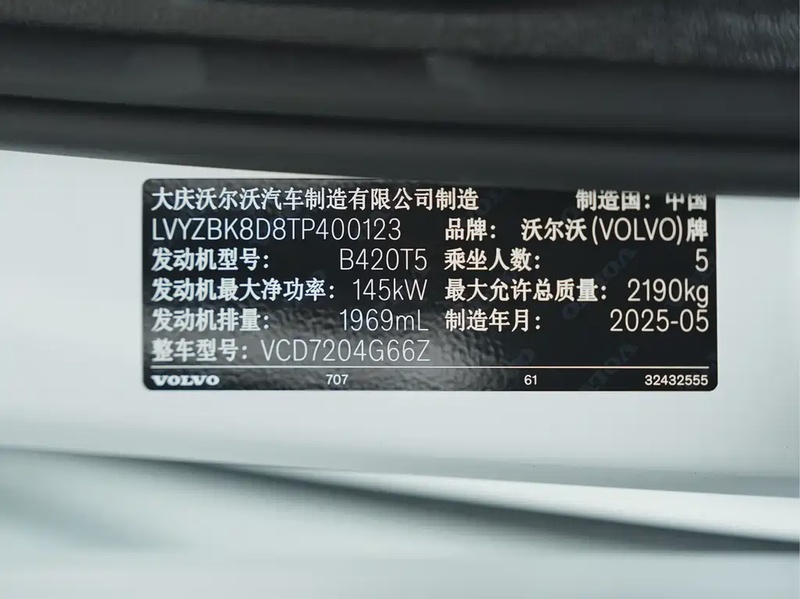 大庆沃尔沃汽车制造有限公司制造 制造国：中国
LVYZBK8D8TP400123 品牌：沃尔沃(VOLVO)牌
发动机型号：B420T5 乘坐人数：5
发动机最大净功率：145kW 最大允许总质量：2190kg
发动机排量：1969mL 制造年月：2025-05
整车型号：VCD7204G66Z
VOLVO 707 61 32432555